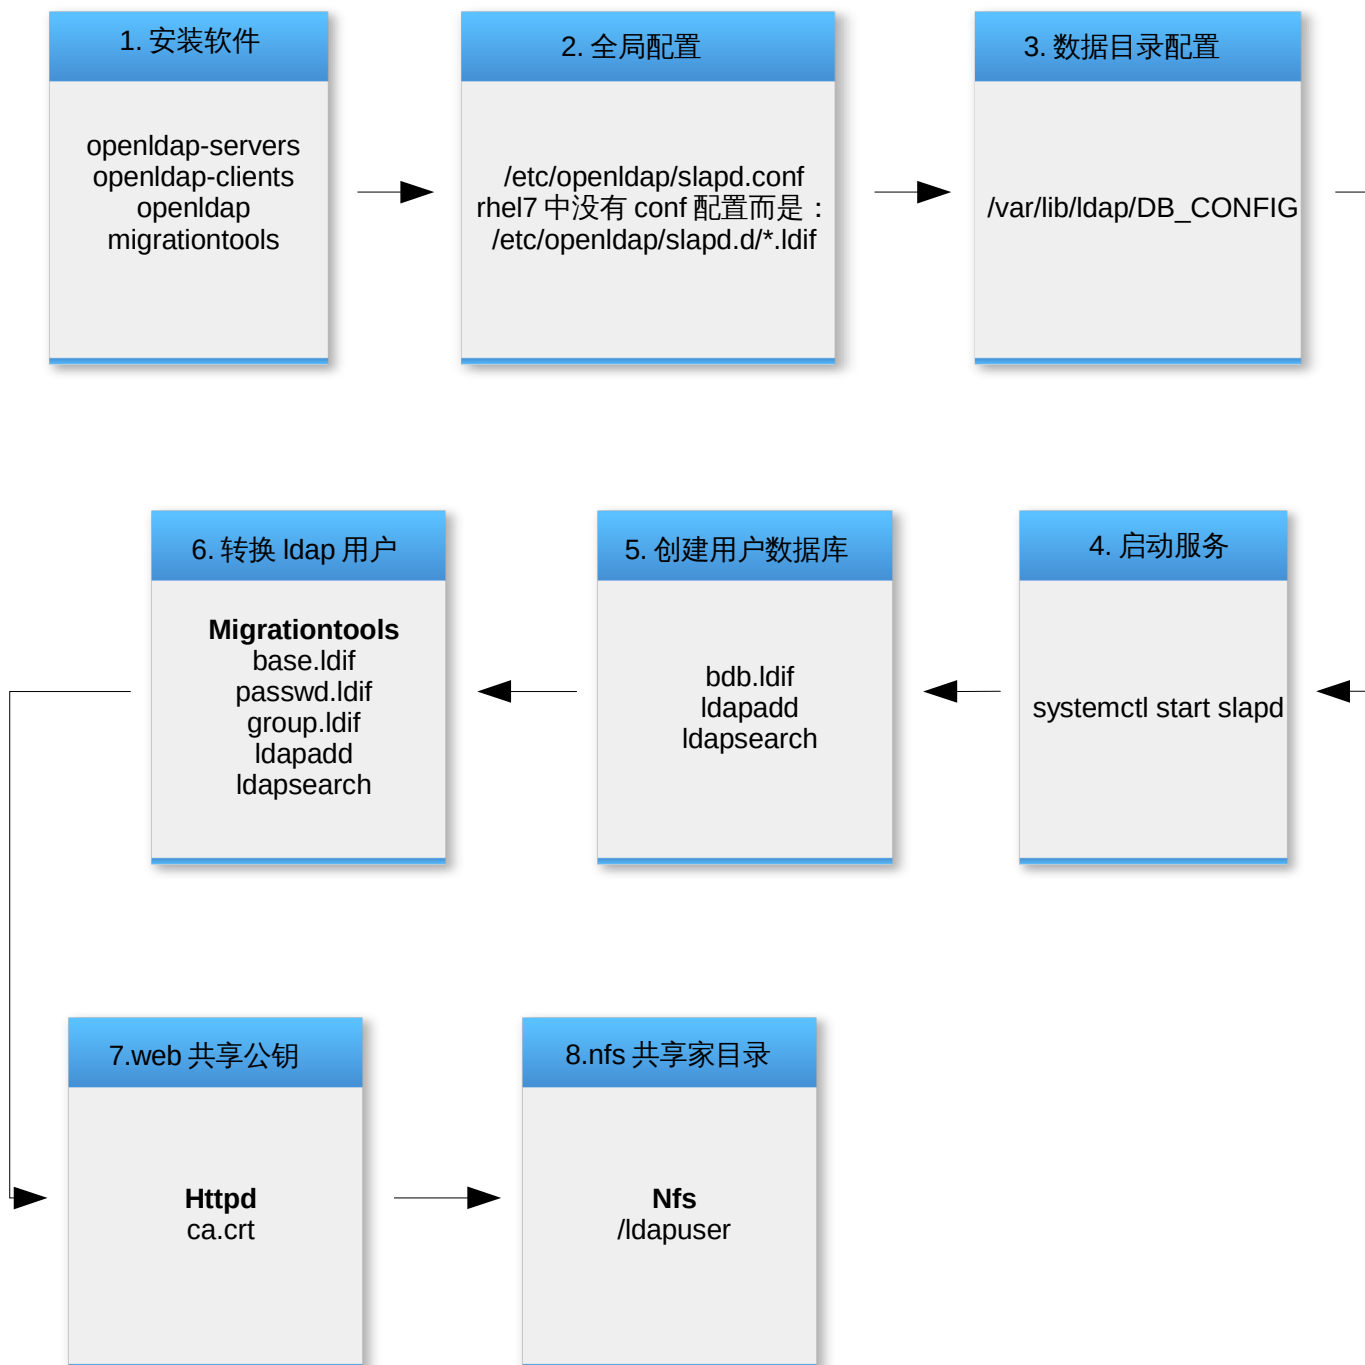 1. 安装软件
openldap-servers
openldap-clients
openldap
migrationtools
2. 全局配置
/etc/openldap/slapd.conf
rhel7 中没有 conf 配置而是：
/etc/openldap/slapd.d/*.ldif
3. 数据目录配置
/var/lib/ldap/DB_CONFIG
4. 启动服务
systemctl start slapd
5. 创建用户数据库
bdb.ldif
ldapadd
ldapsearch
6. 转换 ldap 用户
Migrationtools
base.ldif
passwd.ldif
group.ldif
ldapadd
ldapsearch
7.web 共享公钥
Httpd
ca.crt
8.nfs 共享家目录
Nfs
/ldapuser